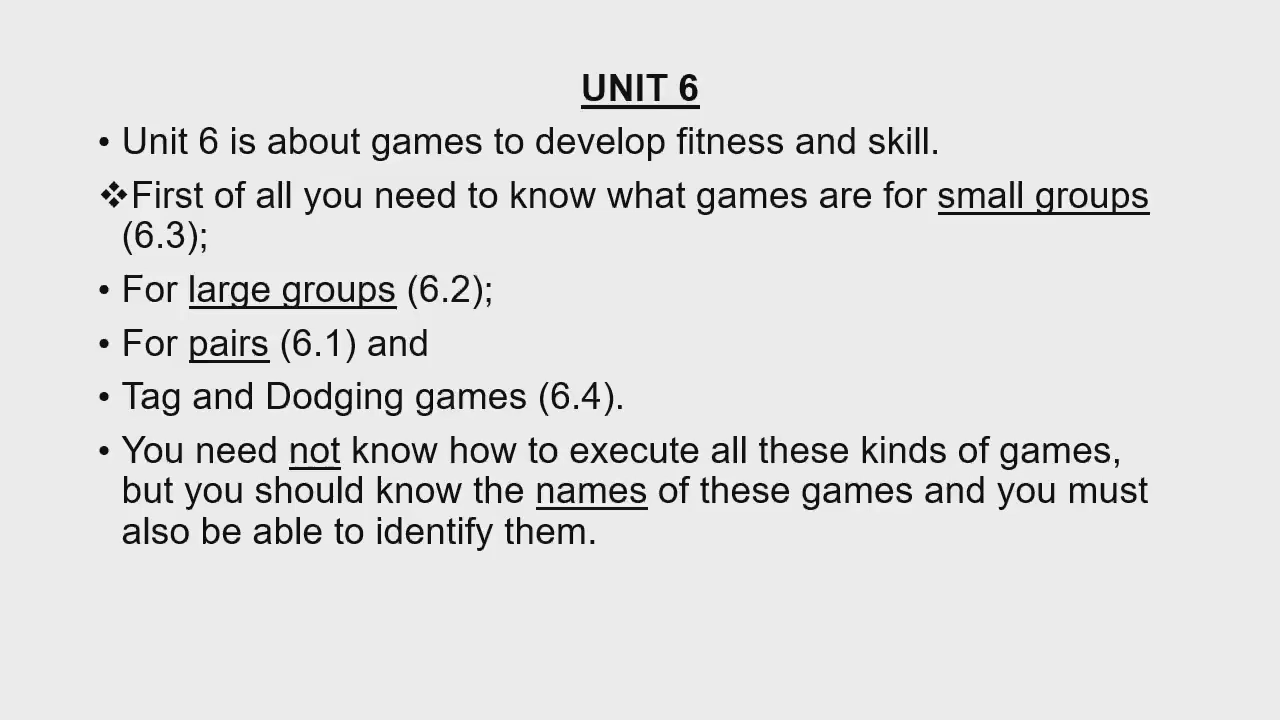 UNIT 6
• Unit 6 is about games to develop fitness and skill.
❖First of all you need to know what games are for small groups
(6.3);
• For large groups (6.2);
• For pairs (6.1) and
• Tag and Dodging games (6.4).
• You need not know how to execute all these kinds of games,
but you should know the names of these games and you must
also be able to identify them.